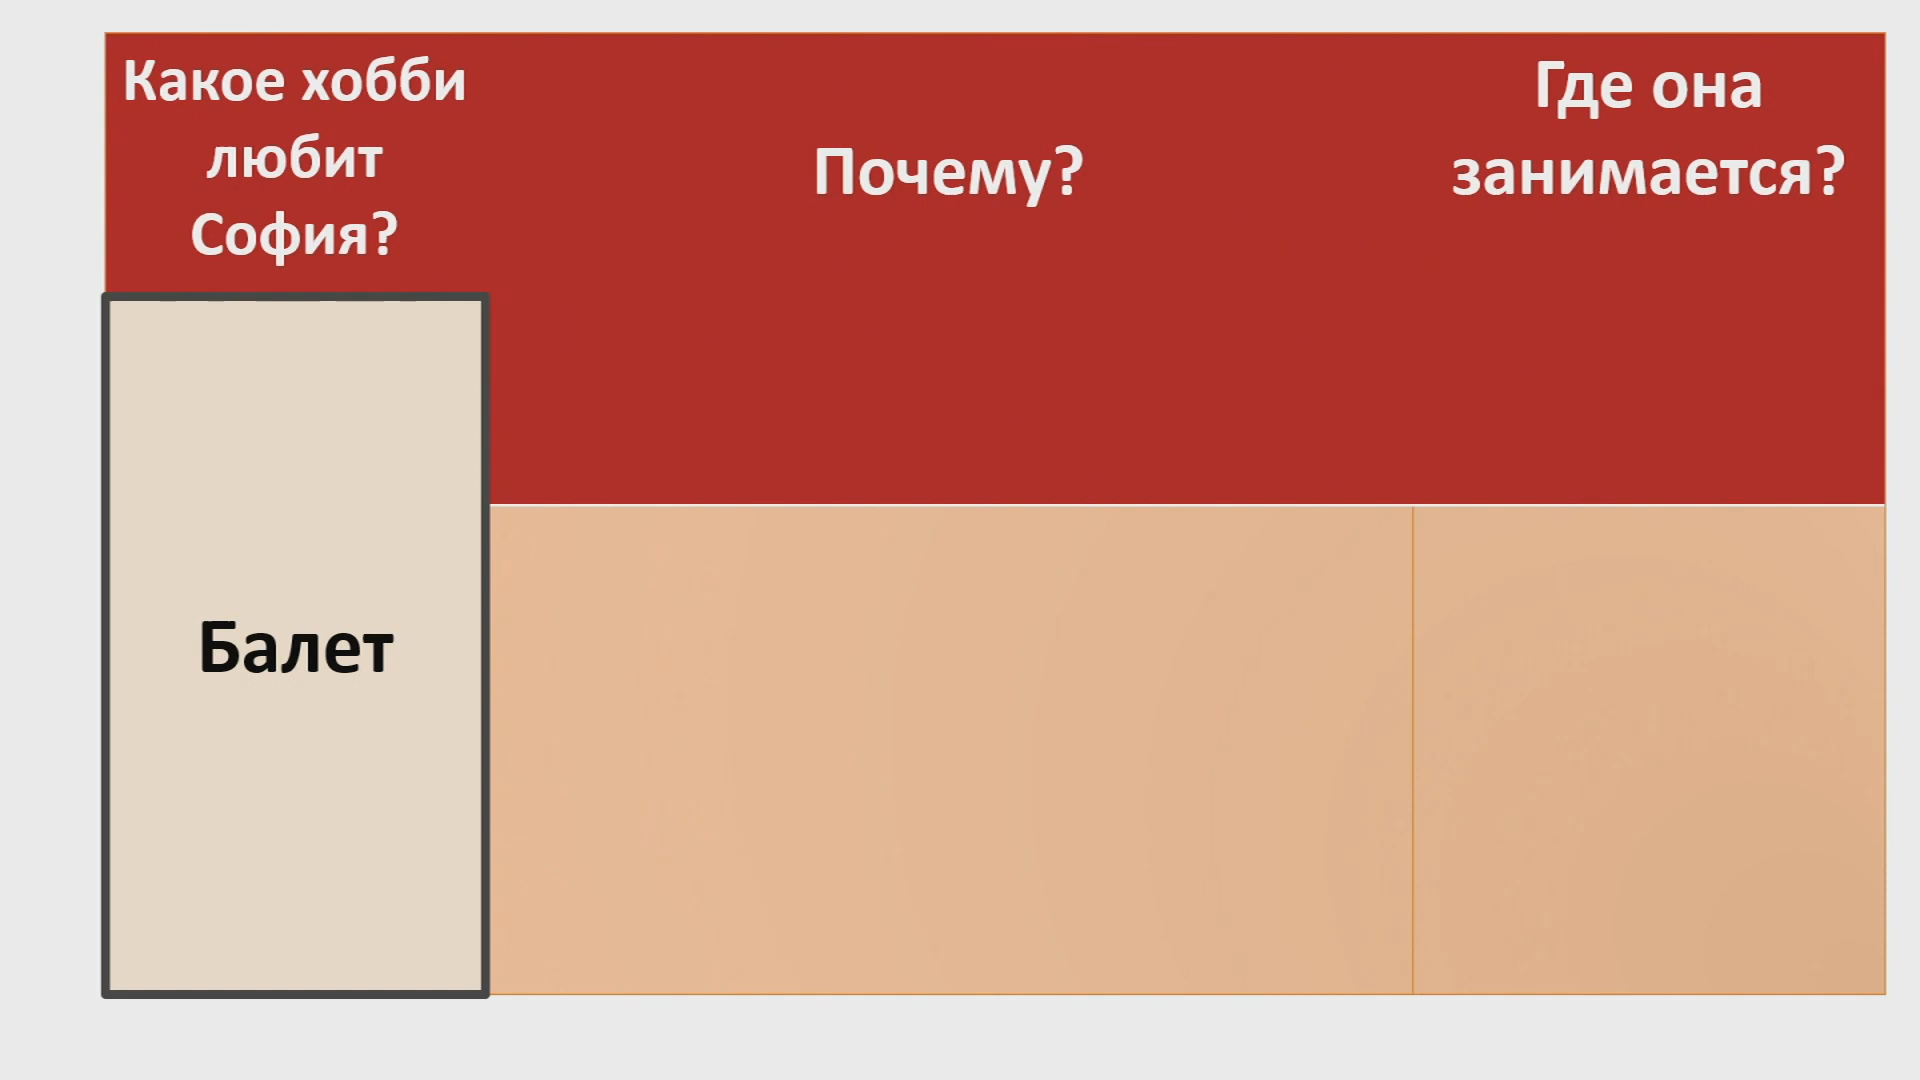 Какое хобби
любит
София?
Почему?
Где она
занимается?
Балет